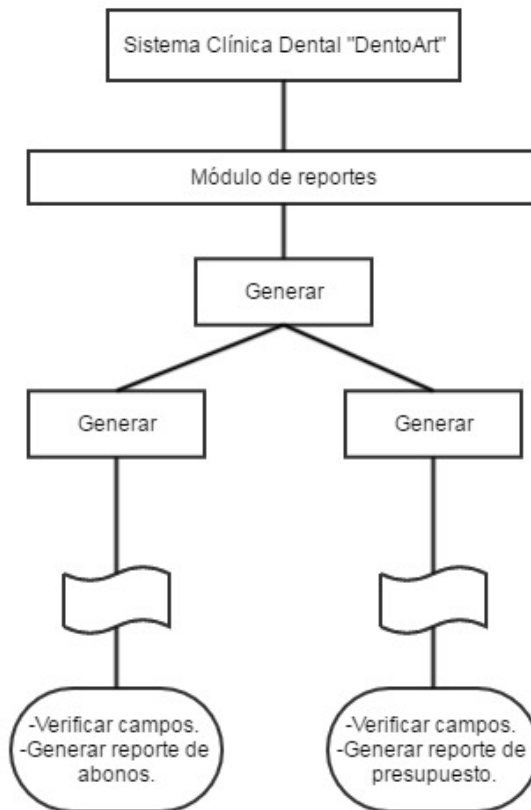 Sistema Clínica Dental "DentoArt"
Módulo de reportes
Generar
Generar
Generar
-Verificar campos.
-Generar reporte de
abonos.
-Verificar campos.
-Generar reporte de
presupuesto.